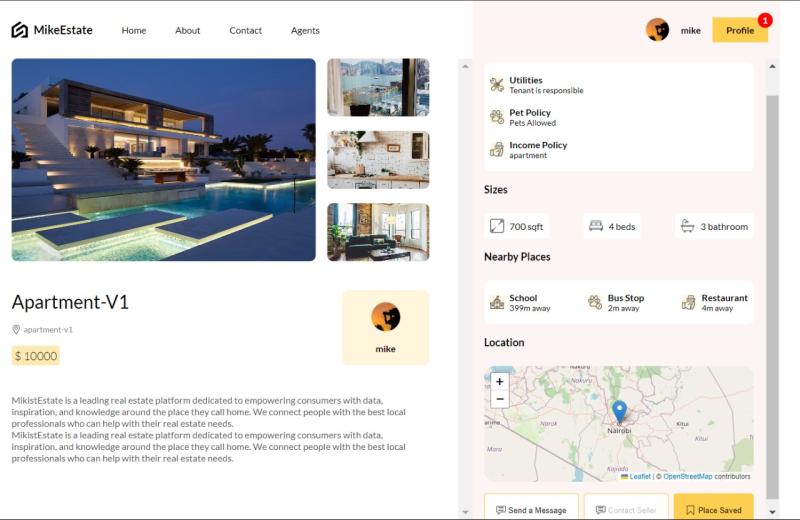 MikeEstate
Home
About
Contact
Agents
mike
Profile
1
Apartment-V1
apartment-v1
$ 10000
mike
MikistEstate is a leading real estate platform dedicated to empowering consumers with data,
inspiration, and knowledge around the place they call home. We connect people with the best local
professionals who can help with their real estate needs.
MikistEstate is a leading real estate platform dedicated to empowering consumers with data,
inspiration, and knowledge around the place they call home. We connect people with the best local
professionals who can help with their real estate needs.
Utilities
Tenant is responsible
Pet Policy
Pets Allowed
Income Policy
apartment
Sizes
700 sqft
4 beds
3 bathroom
Nearby Places
School
399m away
Bus Stop
2m away
Restaurant
4m away
Location
+
−
Nakuru
Nakuru
arine
Narok
Nairobi
Kitui
Kitui
Mara
Kajiado
Leaflet | © OpenStreetMap contributors
Send a Message
Contact Seller
Place Saved